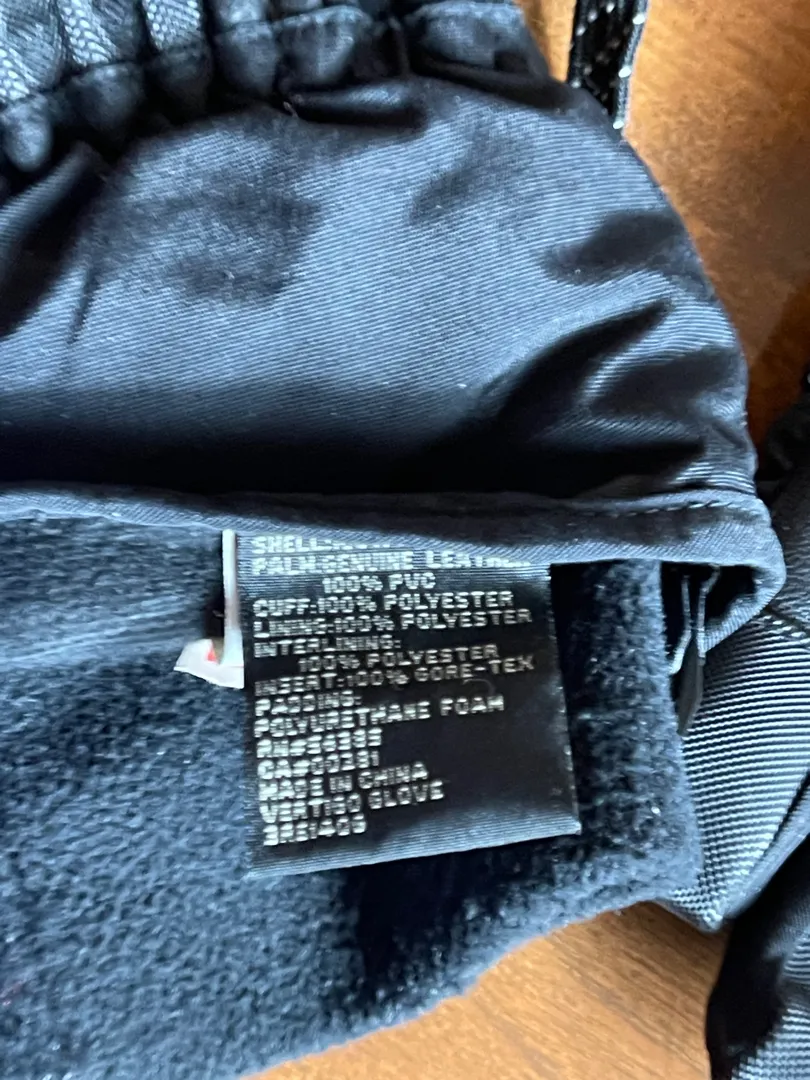 SHELL:
PALM:GENUINE LEATHER
100% PVC
CUFF:100% POLYESTER
LINING:100% POLYESTER
INTERLINING:
100% POLYESTER
INSERT:100% GORE-TEX
PADDING:
POLYURETHANE FOAM
MADE IN CHINA
VERTIGO GLOVE